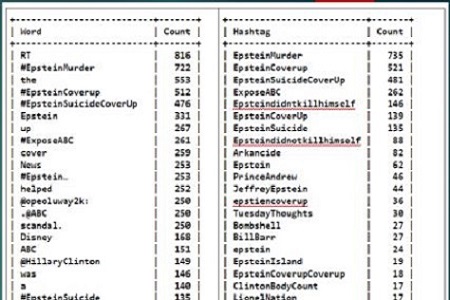 Word | Count | Hashtag | Count
RT | 816 | EpsteinMurder | 735
#EpsteinMurder | 722 | EpsteinCoverup | 521
the | 553 | EpsteinSuicideCoverUp | 481
#EpsteinCoverup | 512 | ExposeABC | 262
#EpsteinSuicideCoverUp | 476 | Epsteindidntkillhimself | 146
Epstein | 331 | EpsteinCoverUp | 139
up | 267 | EpsteinSuicide | 135
#ExposeABC | 261 | Epsteindidnotkillhimself | 88
cover | 259 | Arkancide | 82
News | 253 | Epstein | 62
#Epstein… | 253 | PrinceAndrew | 46
helped | 252 | JeffreyEpstein | 44
@opeoluway2k: | 250 | epstiencoverup | 36
.@ABC | 250 | TuesdayThoughts | 30
scandal. | 250 | Bombshell | 27
Disney | 168 | BillBarr | 27
ABC | 151 | epstein | 24
@HillaryClinton | 149 | EpsteinIsland | 19
was | 146 | EpsteinCoverupCoverup | 18
a | 140 | ClintonBodyCount | 17
#EpsteinSuicide | 135 | LionelNation | 17